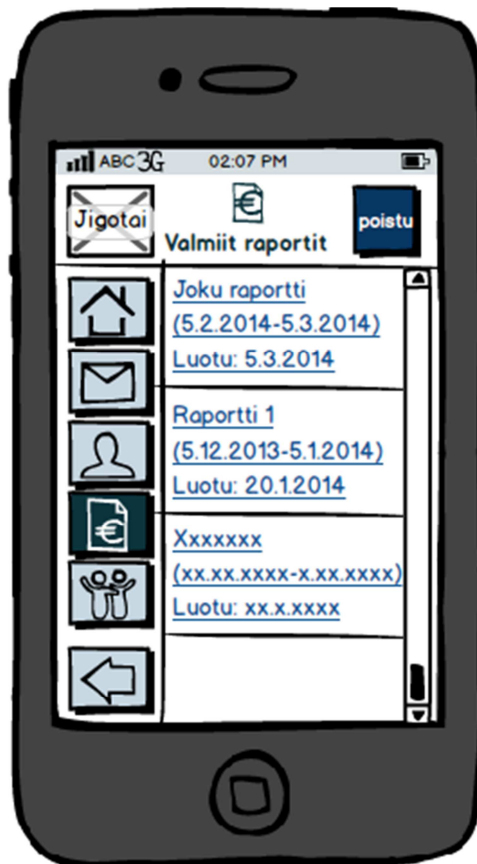 ABC 3G 02:07 PM
Jigotai
€
Valmiit raportit
poistu
Joku raportti
(5.2.2014-5.3.2014)
Luotu: 5.3.2014
Raportti 1
(5.12.2013-5.1.2014)
Luotu: 20.1.2014
€
Xxxxxxx
(xx.xx.xxxx-x.xx.xxxx)
Luotu: xx.x.xxxx